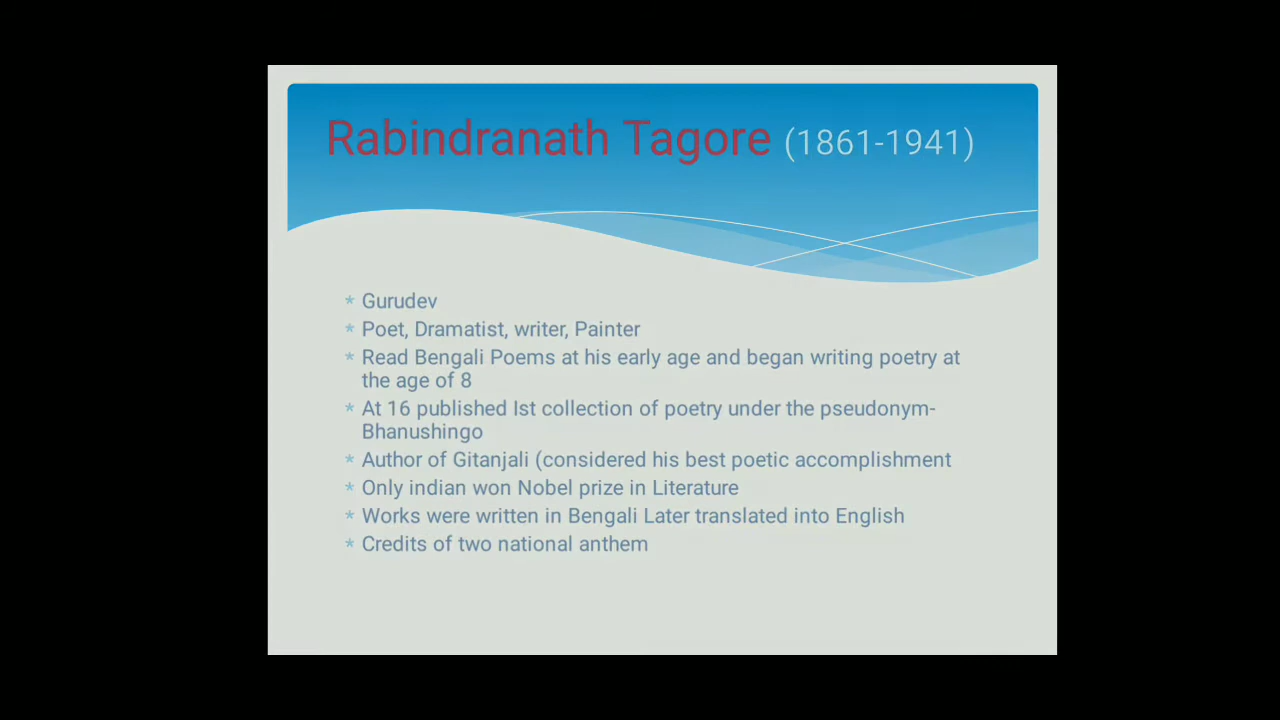 Rabindranath Tagore (1861-1941)
* Gurudev
* Poet, Dramatist, writer, Painter
* Read Bengali Poems at his early age and began writing poetry at
the age of 8
* At 16 published Ist collection of poetry under the pseudonym-
Bhanushingo
* Author of Gitanjali (considered his best poetic accomplishment
* Only indian won Nobel prize in Literature
* Works were written in Bengali Later translated into English
* Credits of two national anthem